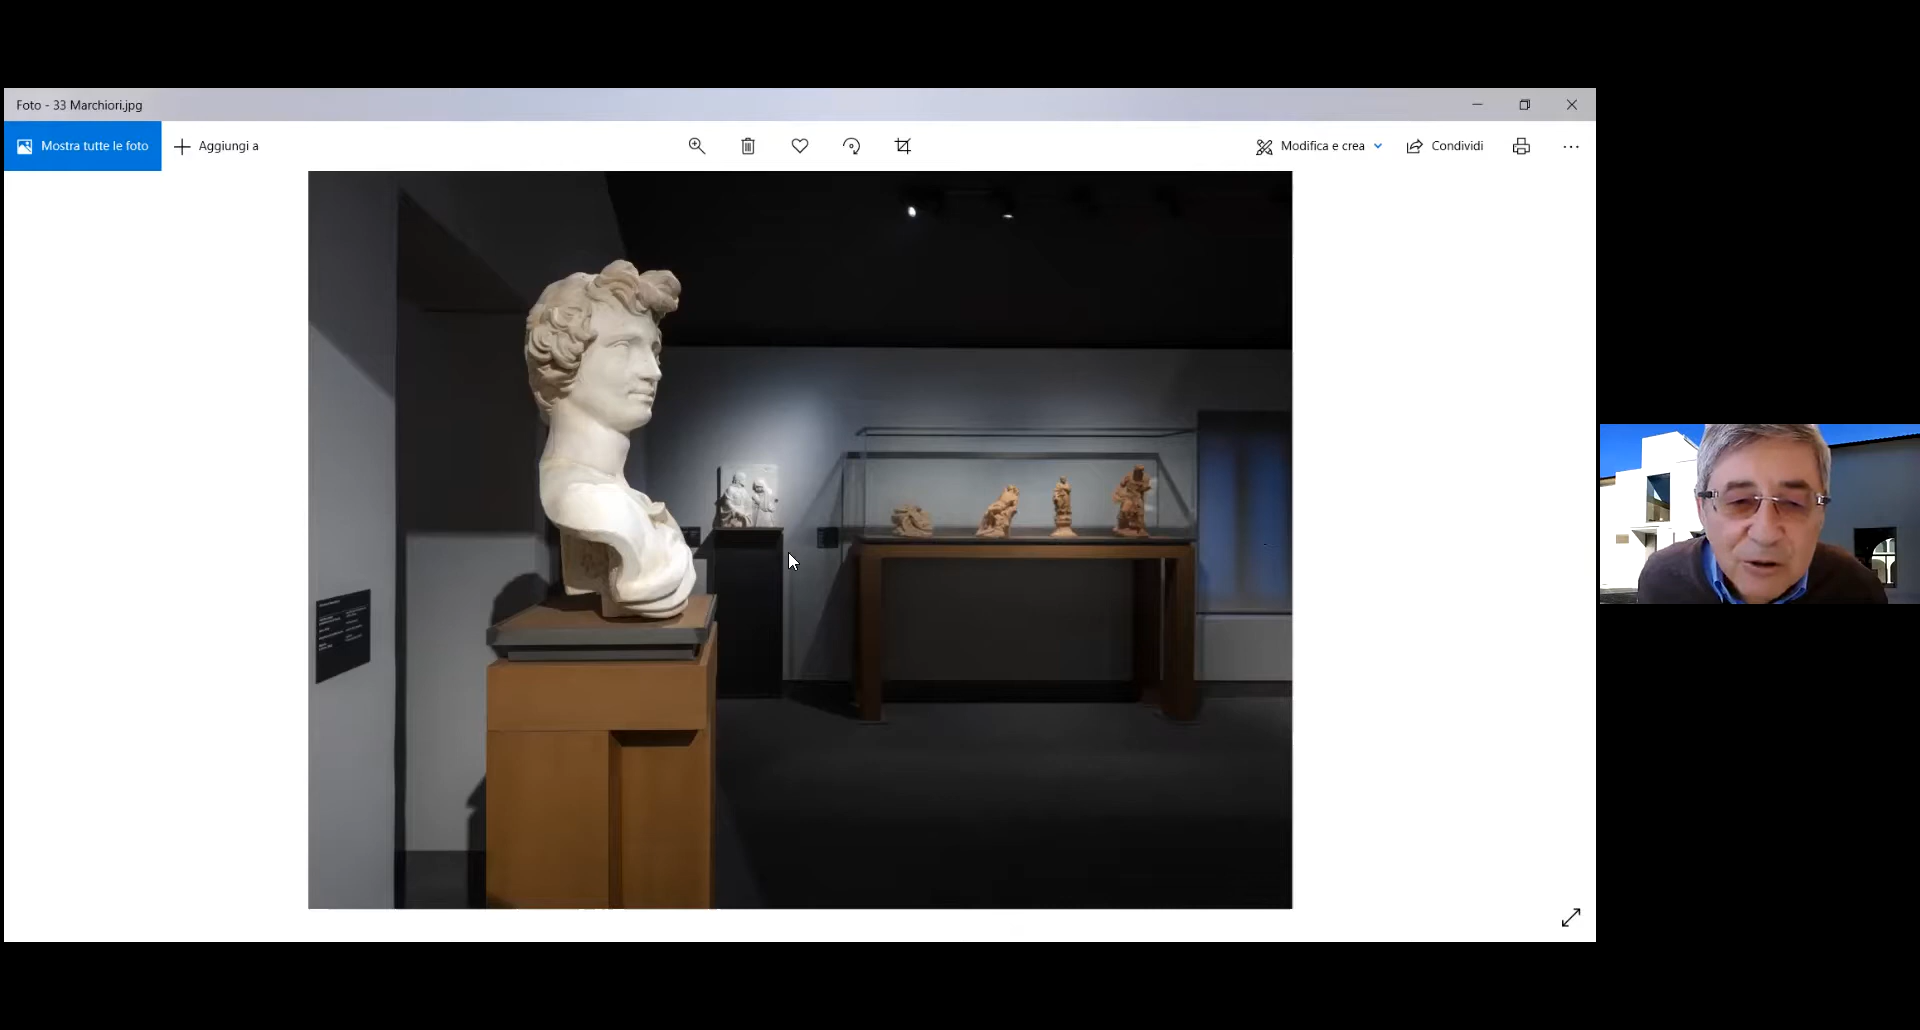 Foto - 33 Marchiori.jpg
Mostra tutte le foto
Aggiungi a
Modifica e crea
Condividi